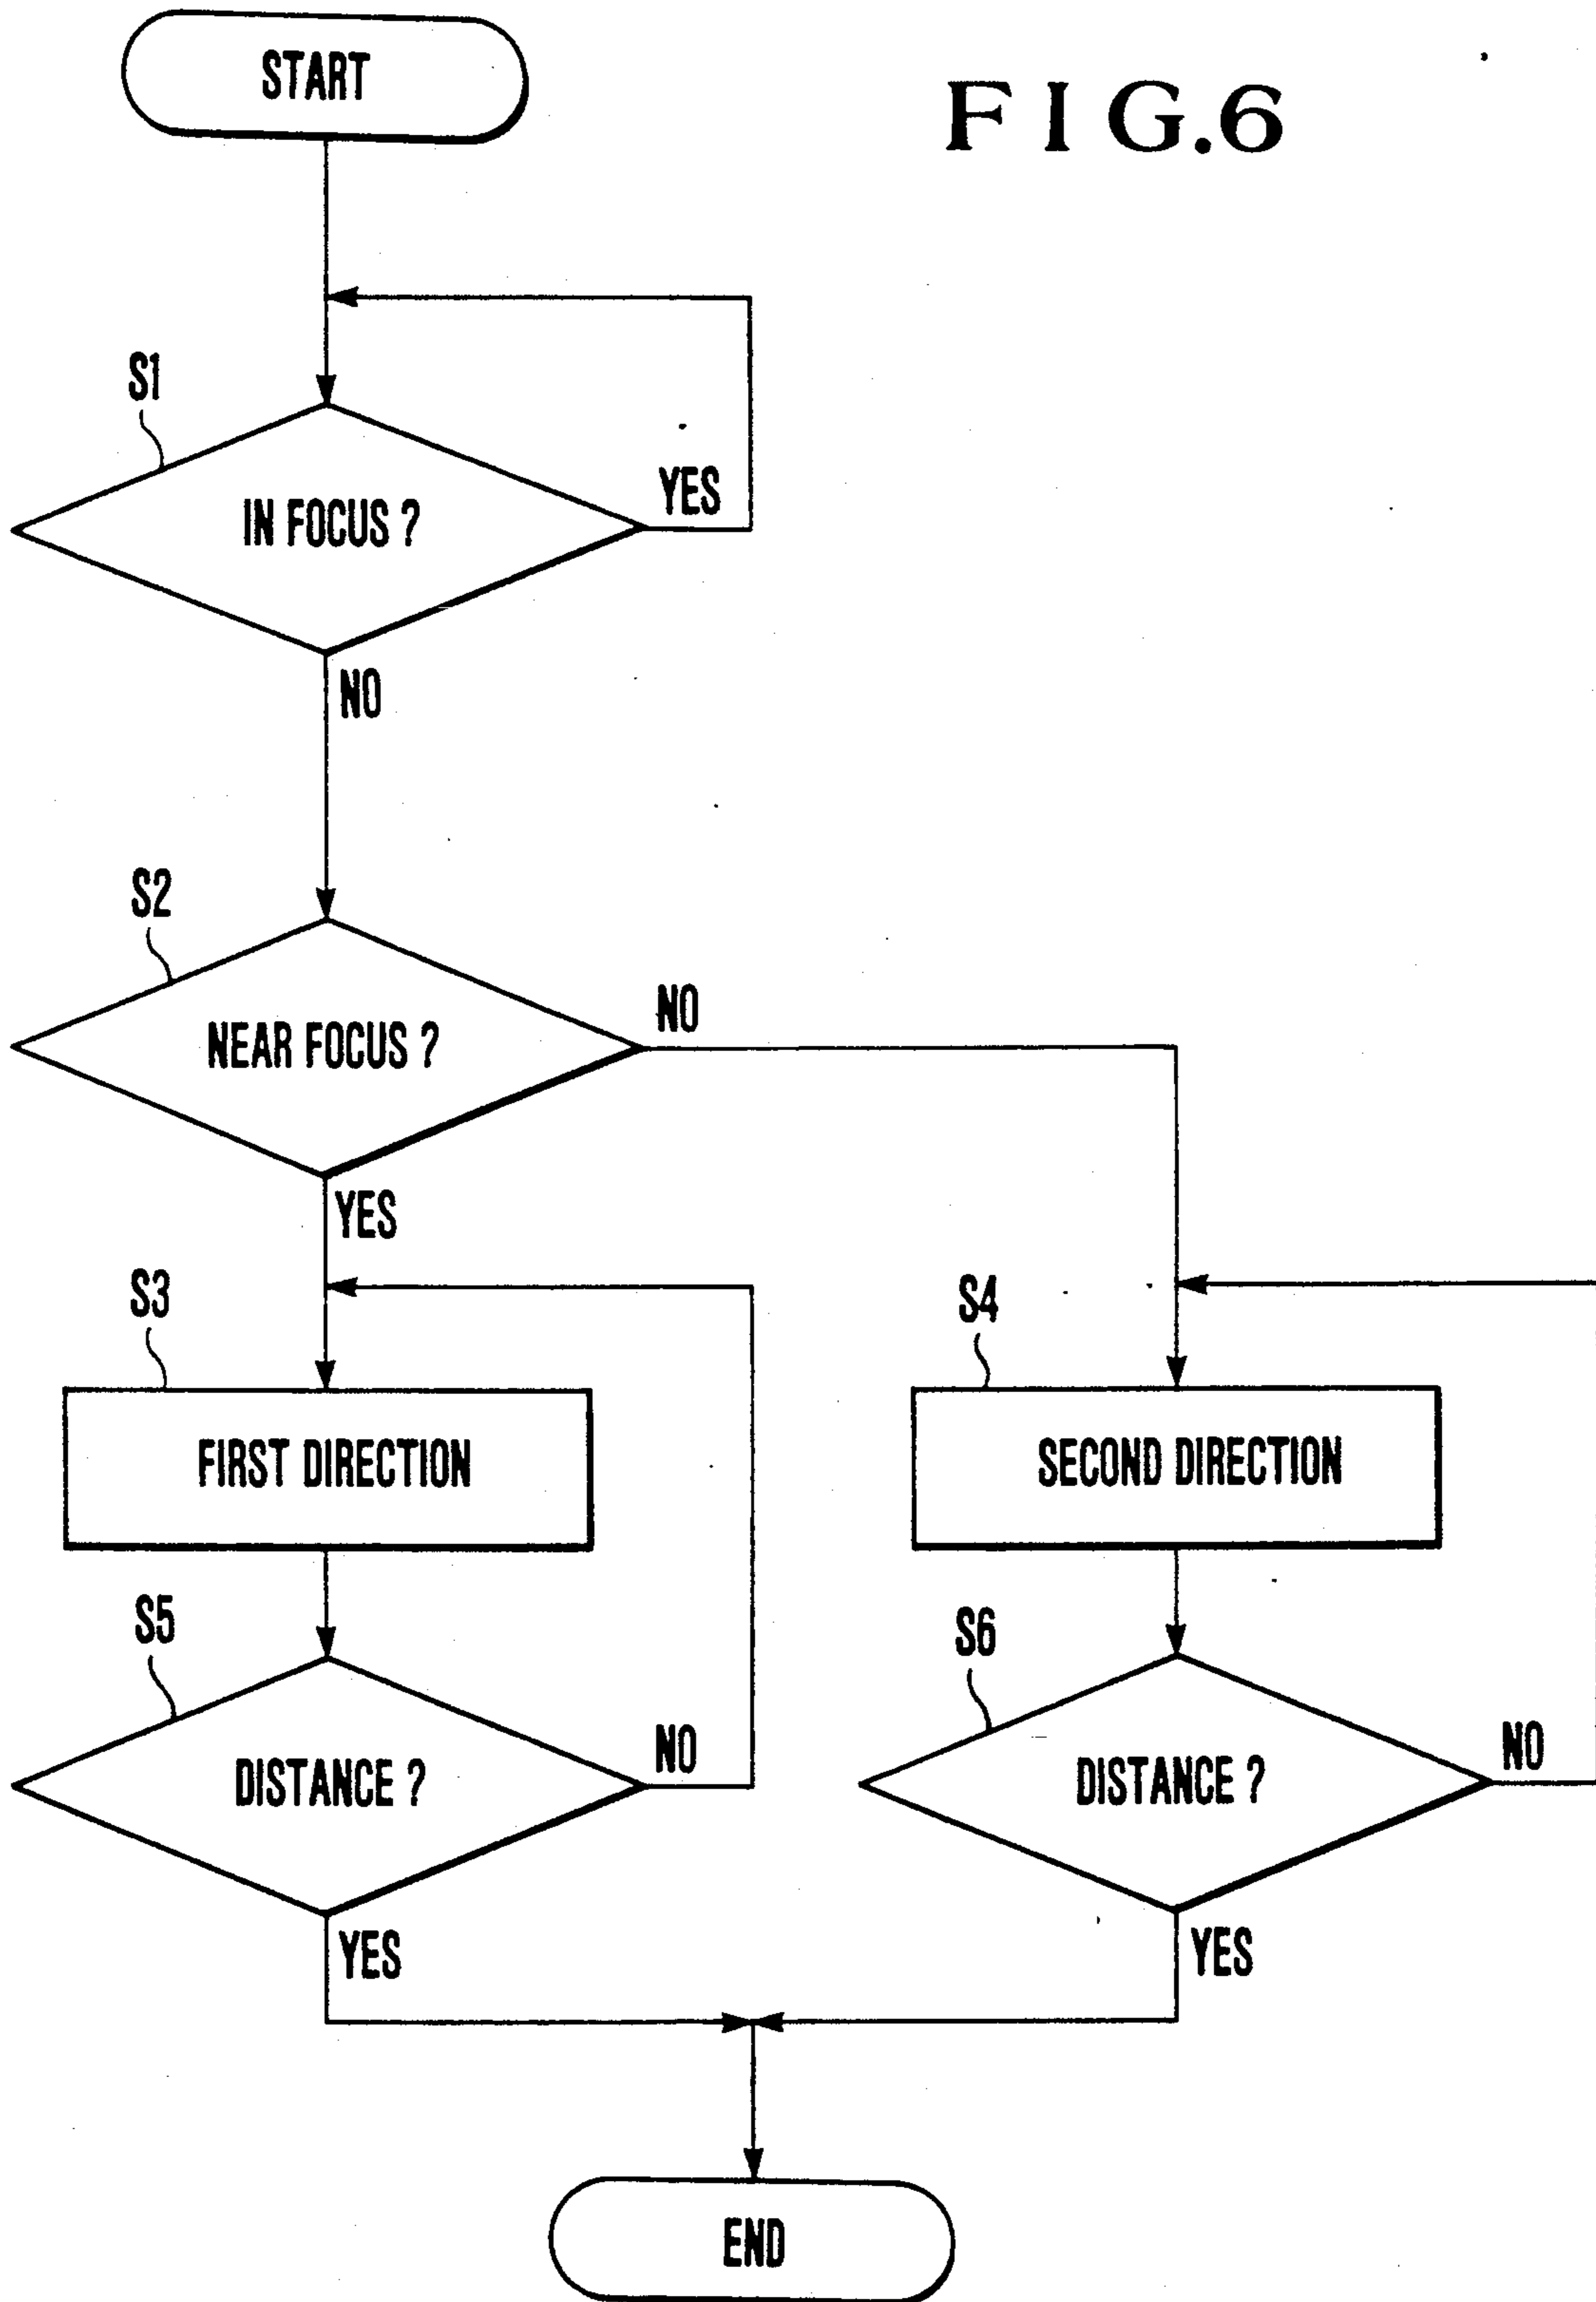 START
FIG.6
S1
IN FOCUS ?
YES
NO
S2
NEAR FOCUS ?
NO
YES
S3
FIRST DIRECTION
S4
SECOND DIRECTION
S5
DISTANCE ?
NO
YES
S6
DISTANCE ?
NO
YES
END